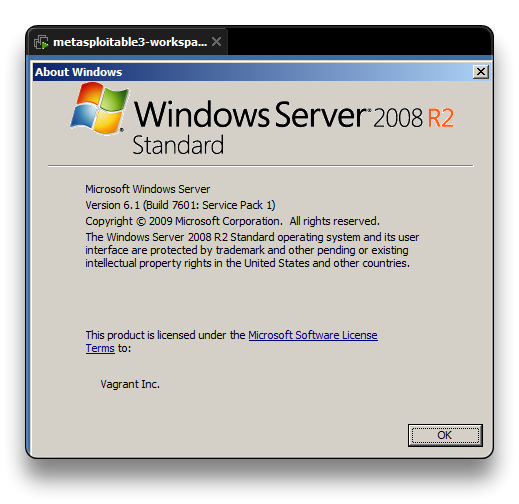 metasploitable3-workspa...
About Windows
Windows Server 2008 R2
Standard
Microsoft Windows Server
Version 6.1 (Build 7601: Service Pack 1)
Copyright © 2009 Microsoft Corporation. All rights reserved.
The Windows Server 2008 R2 Standard operating system and its user
interface are protected by trademark and other pending or existing
intellectual property rights in the United States and other countries.
This product is licensed under the Microsoft Software License
Terms to:
Vagrant Inc.
OK